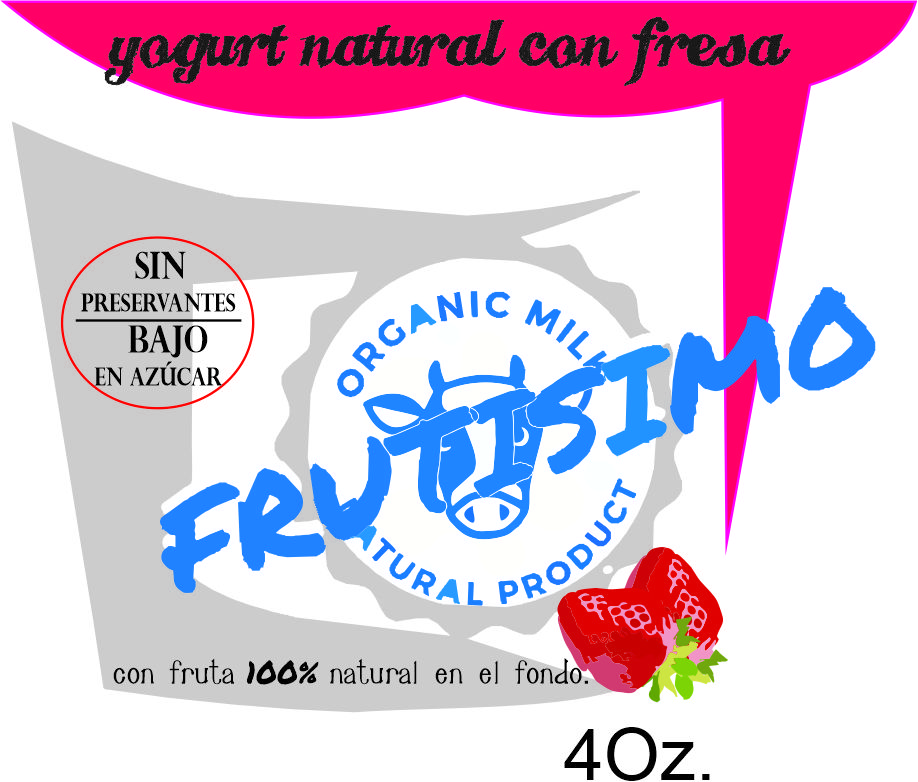 yogurt natural con fresa
SIN
PRESERVANTES
BAJO
EN AZÚCAR
ORGANIC MILK
FRUTISIMO
NATURAL PRODUCT
con fruta 100% natural en el fondo.
4Oz.